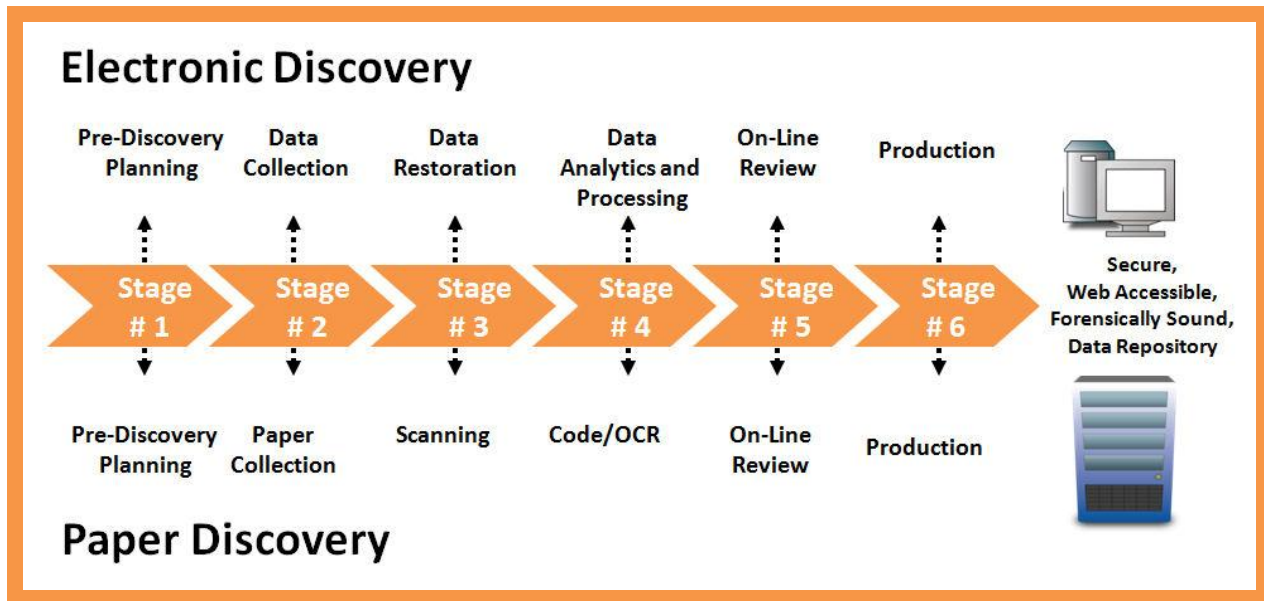 Electronic Discovery
Pre-Discovery
Planning
Data
Collection
Data
Restoration
Data
Analytics and
Processing
On-Line
Review
Production
Stage
# 1
Stage
# 2
Stage
# 3
Stage
# 4
Stage
# 5
Stage
# 6
Secure,
Web Accessible,
Forensically Sound,
Data Repository
Pre-Discovery
Planning
Paper
Collection
Scanning
Code/OCR
On-Line
Review
Production
Paper Discovery